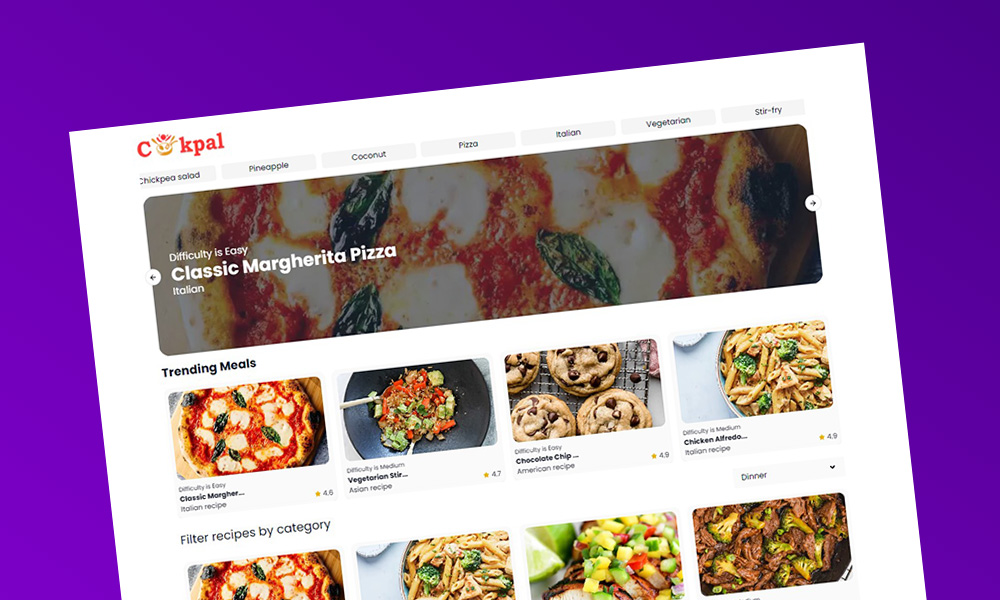 Cookpal
Chickpea salad
Pineapple
Coconut
Pizza
Italian
Vegetarian
Stir-fry
Difficulty is Easy
Classic Margherita Pizza
Italian
Trending Meals
Difficulty is Easy
Classic Margher...
Italian recipe
4.6
Difficulty is Medium
Vegetarian Stir...
Asian recipe
4.7
Difficulty is Easy
Chocolate Chip ...
American recipe
4.9
Difficulty is Medium
Chicken Alfredo...
Italian recipe
4.9
Filter recipes by category
Dinner